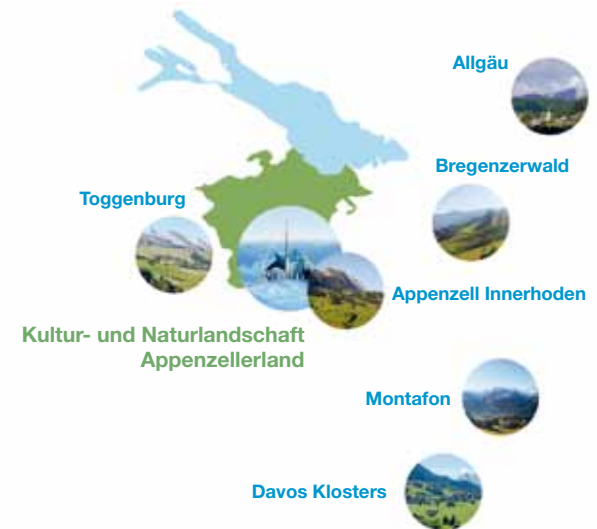 Allgäu
Bregenzerwald
Toggenburg
Appenzell Innerhoden
Kultur- und Naturlandschaft
Appenzellerland
Montafon
Davos Klosters